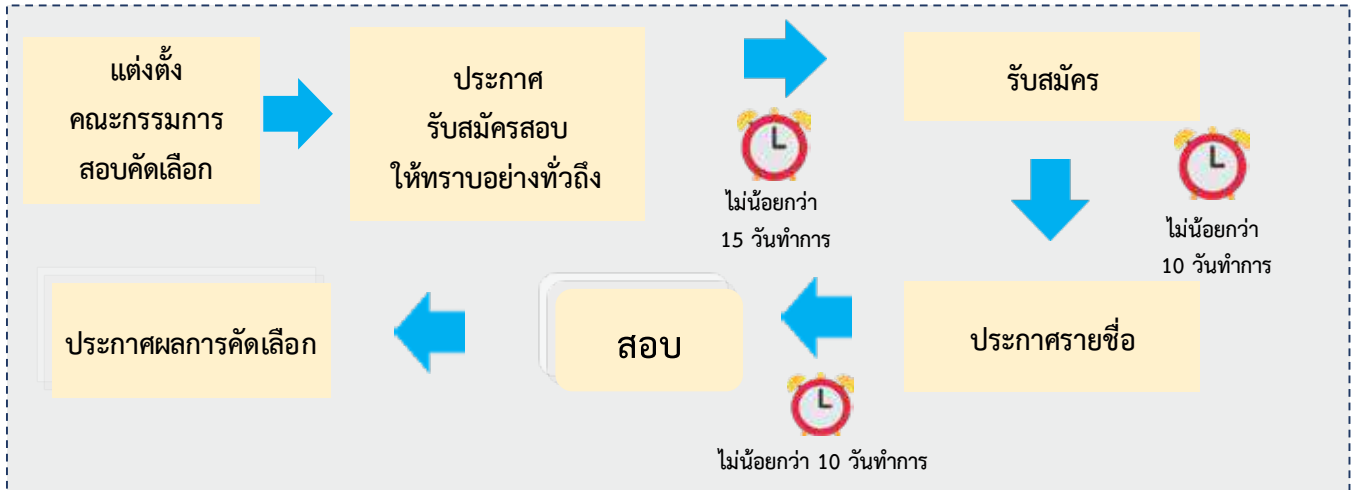 แต่งตั้ง
คณะกรรมการ
สอบคัดเลือก
ประกาศ
รับสมัครสอบ
ให้ทราบอย่างทั่วถึง
ไม่น้อยกว่า
15 วันทำการ
รับสมัคร
ไม่น้อยกว่า
10 วันทำการ
ประกาศรายชื่อ
ไม่น้อยกว่า 10 วันทำการ
สอบ
ประกาศผลการคัดเลือก